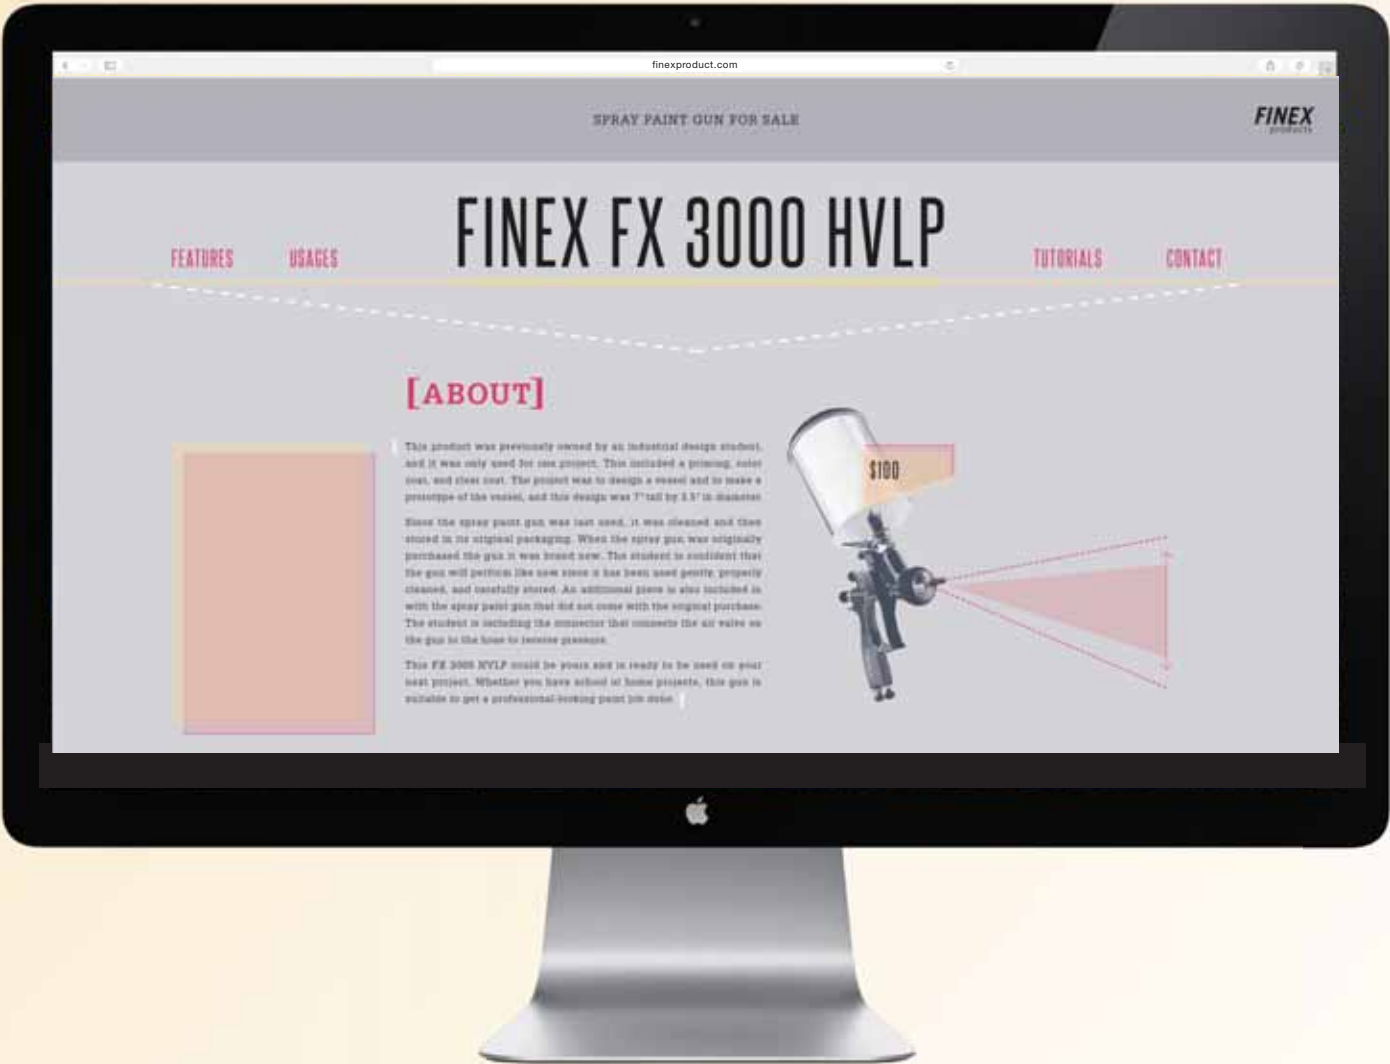 finexproduct.com
SPRAY PAINT GUN FOR SALE
FINEX
products
FINEX FX 3000 HVLP
FEATURES
USAGES
TUTORIALS
CONTACT
[ABOUT]
This product was previously owned by an industrial design student,
and it was only used for one project. This included a priming, color
coat, and clear coat. The project was to design a vessel and to make a
prototype of the vessel, and this design was 7" tall by 3.5" in diameter.
Since the spray paint gun was last used, it was cleaned and then
stored in its original packaging. When the spray gun was originally
purchased the gun it was brand new. The student is confident that
the gun will perform like new since it has been used gently, properly
cleaned, and carefully stored. An additional piece is also included in
with the spray paint gun that did not come with the original purchase.
The student is including the connector that connects the air valve on
the gun to the hose to receive pressure.
This FX 3000 HVLP could be yours and is ready to be used on your
next project. Whether you have school or home projects, this gun is
suitable to get a professional-looking paint job done.
$100